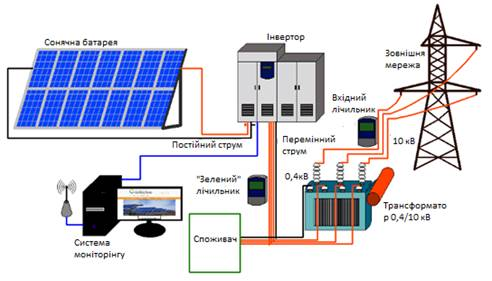 Сонячна батарея
Інвертор
Зовнішня
мережа
Вхідний
лічильник
Постійний струм
Перемінний
струм
10 кВ
"Зелений"
лічильник
0,4кВ
Трансформато
р 0,4/10 кВ
Споживач
Система
моніторінгу